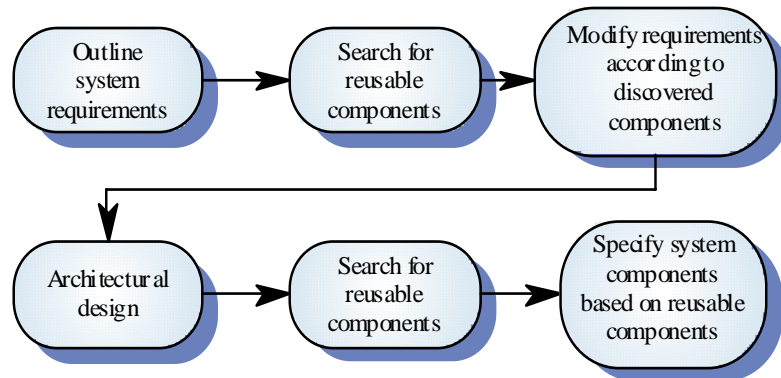 Outline
system
requirements
Search for
reusable
components
Modify requirements
according to
discovered
components
Architectural
design
Search for
reusable
components
Specify system
components
based on reusable
components